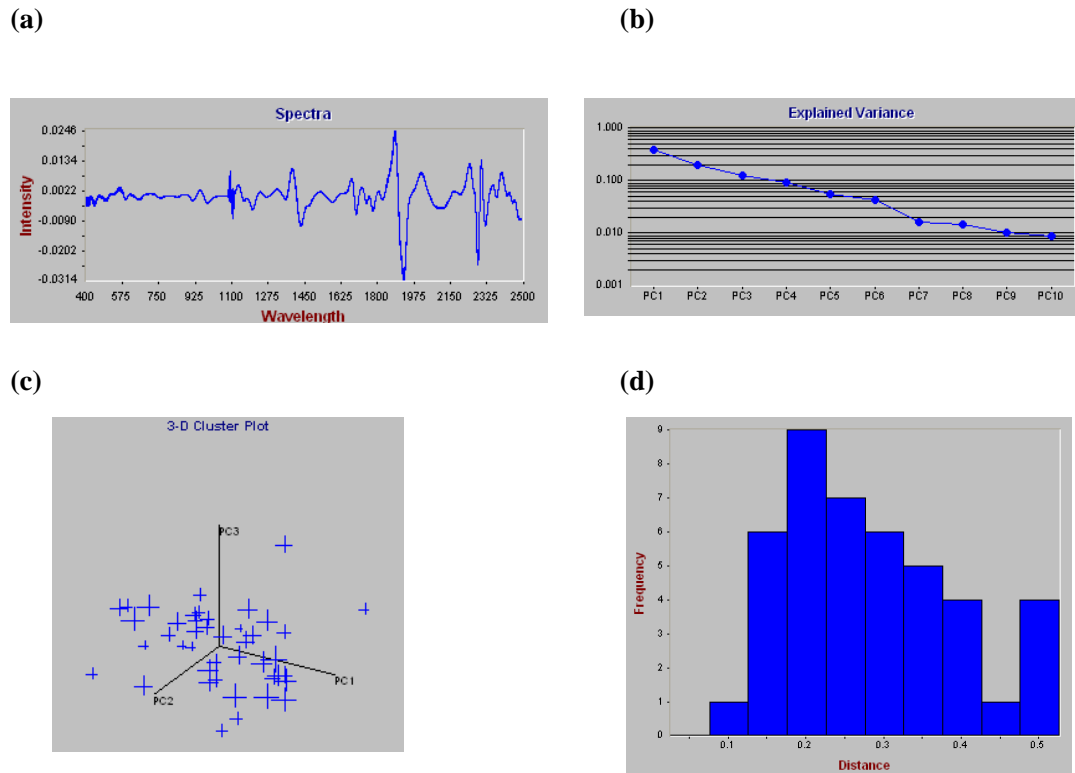 (a)
(b)
Spectra
0.0246
0.0134
0.0022
-0.0090
-0.0202
-0.0314
Intensity
400 575 750 925 1100 1275 1450 1625 1800 1975 2150 2325 2500
Wavelength
Explained Variance
1.000
0.100
0.010
0.001
PC1 PC2 PC3 PC4 PC5 PC6 PC7 PC8 PC9 PC10
(c)
(d)
3-D Cluster Plot
PC3
PC1
PC2
9
8
7
5
4
3
2
1
0
Frequency
0.1 0.2 0.3 0.4 0.5
Distance